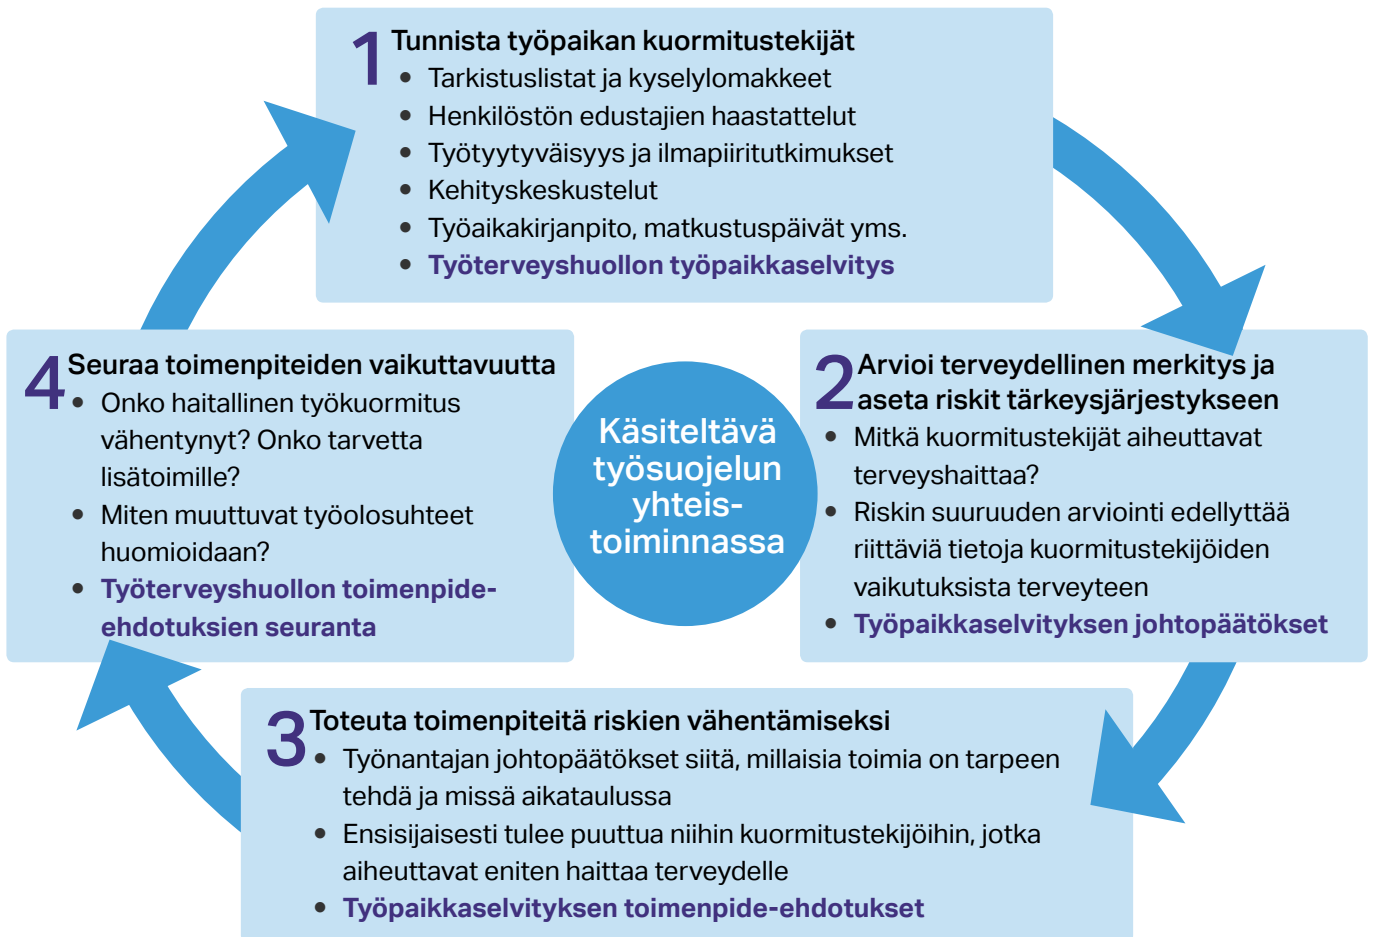 1 Tunnista työpaikan kuormitustekijät
• Tarkistuslistat ja kyselylomakkeet
• Henkilöstön edustajien haastattelut
• Työtyytyväisyys ja ilmapiiritutkimukset
• Kehityskeskustelut
• Työaikakirjanpito, matkustuspäivät yms.
• Työterveyshuollon työpaikkaselvitys
2 Arvioi terveydellinen merkitys ja
aseta riskit tärkeysjärjestykseen
• Mitkä kuormitustekijät aiheuttavat
terveyshaittaa?
• Riskin suuruuden arviointi edellyttää
riittäviä tietoja kuormitustekijöiden
vaikutuksista terveyteen
• Työpaikkaselvityksen johtopäätökset
3 Toteuta toimenpiteitä riskien vähentämiseksi
• Työnantajan johtopäätökset siitä, millaisia toimia on tarpeen
tehdä ja missä aikataulussa
• Ensisijaisesti tulee puuttua niihin kuormitustekijöihin, jotka
aiheuttavat eniten haittaa terveydelle
• Työpaikkaselvityksen toimenpide-ehdotukset
4 Seuraa toimenpiteiden vaikuttavuutta
• Onko haitallinen työkuormitus
vähentynyt? Onko tarvetta
lisätoimille?
• Miten muuttuvat työolosuhteet
huomioidaan?
• Työterveyshuollon toimenpide-
ehdotuksien seuranta
Käsiteltävä
työsuojelun
yhteis-
toiminnassa